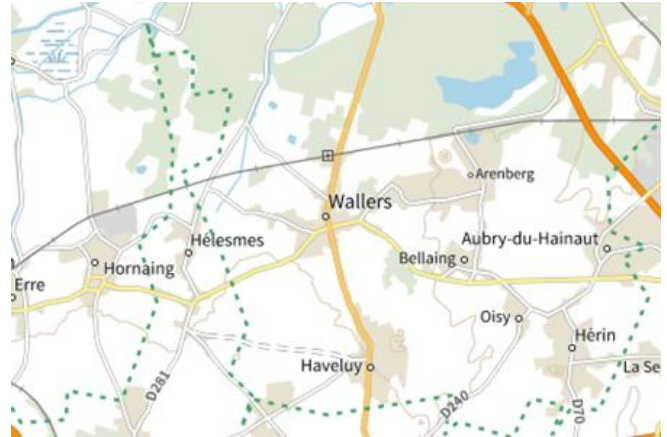 Arenberg
Wallers
Hélesmes
Aubry-du-Hainaut
Bellaing
Hornaing
Erre
Oisy
Hérin
Haveluy
La Se
D281
D240
D70